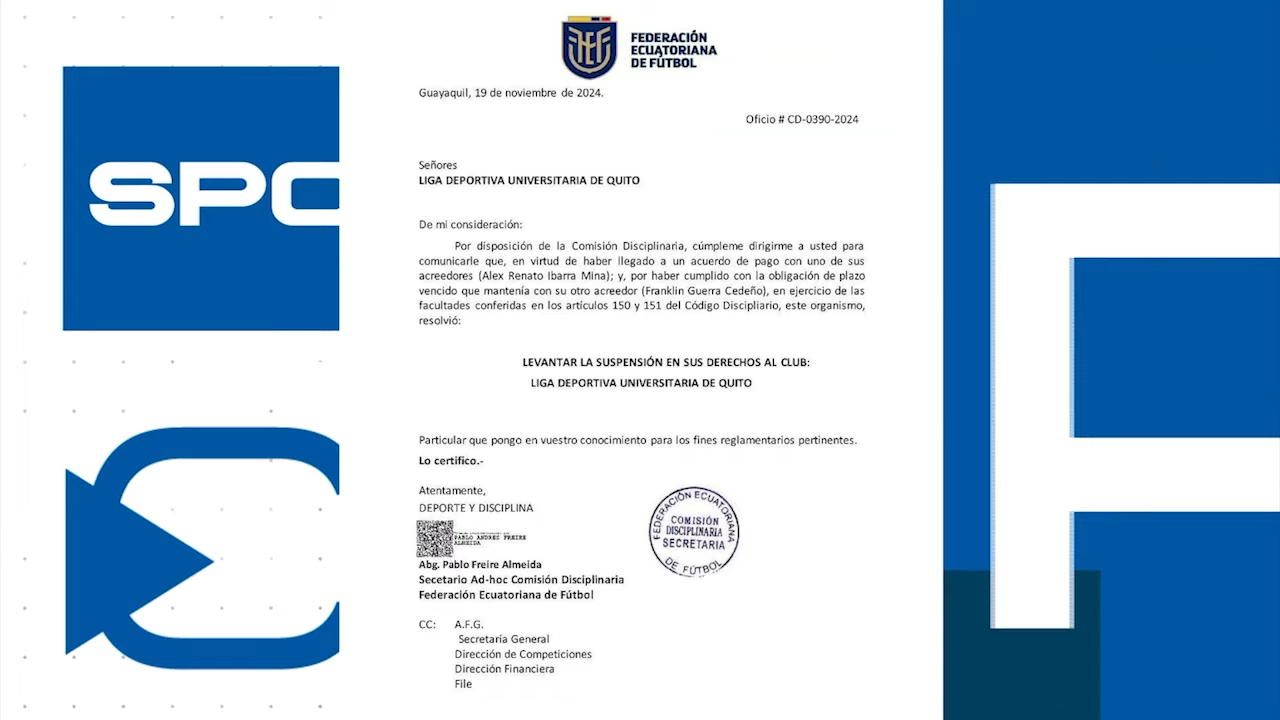 FEDERACIÓN
ECUATORIANA
DE FÚTBOL
Guayaquil, 19 de noviembre de 2024.
Oficio # CD-0390-2024
SPO
Señores
LIGA DEPORTIVA UNIVERSITARIA DE QUITO
De mi consideración:
Por disposición de la Comisión Disciplinaria, cúmpleme dirigirme a usted para
comunicarle que, en virtud de haber llegado a un acuerdo de pago con uno de sus
acreedores (Alex Renato Ibarra Mina); y, por haber cumplido con la obligación de plazo
vencido que mantenía con su otro acreedor (Franklin Guerra Cedeño), en ejercicio de las
facultades conferidas en los artículos 150 y 151 del Código Discipliario, este organismo,
resolvió:
LEVANTAR LA SUSPENSIÓN EN SUS DERECHOS AL CLUB:
LIGA DEPORTIVA UNIVERSITARIA DE QUITO
Particular que pongo en vuestro conocimiento para los fines reglamentarios pertinentes.
Lo certifico.-
Atentamente,
DEPORTE Y DISCIPLINA
PABLO ANDRES FREIRE
ALMEIDA
Abg. Pablo Freire Almeida
Secetario Ad-hoc Comisión Disciplinaria
Federación Ecuatoriana de Fútbol
FEDERACIÓN ECUATORIANA
COMISIÓN
DISCIPLINARIA
SECRETARIA
DE FÚTBOL
CC: A.F.G.
Secretaría General
Dirección de Competiciones
Dirección Financiera
File
F